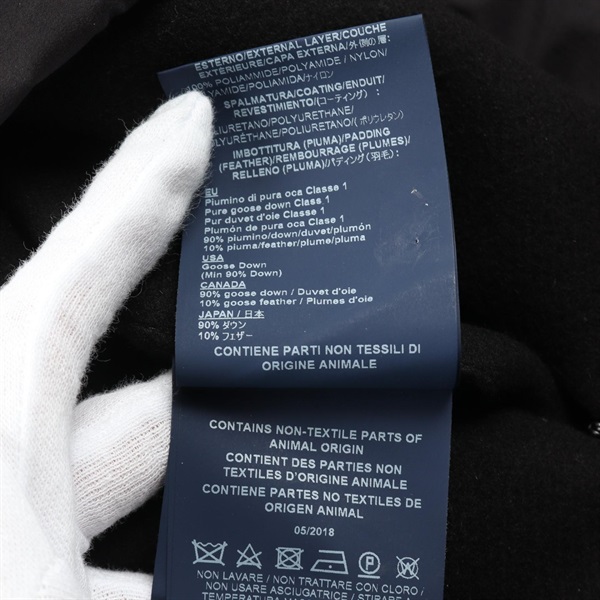 ESTERNO/EXTERNAL LAYER/COUCHE
EXTERIEURE/CAPA EXTERNA/外側の層/
100% POLIAMMIDE/POLYAMIDE / NYLON/
YAMIDE/POLIAMIDA/ナイロン
SPALMATURA/COATING/ENDUIT/
REVESTIMIENTO/(コーティング)
LIURETANO/POLYURETHANE/
LYURÉTHANE/POLIURETANO/(ポリウレタン)
IMBOTTITURA (PIUMA)/PADDING
(FEATHER)/REMBOURRAGE (PLUMES)/
RELLENO (PLUMA)/パディング(羽毛)
EU
Piumino di pura oca Classe 1
Pure goose down Class 1
Pur duvet d'oie Classe 1
Plumón de pura oca Clase 1
90% piumino/down/duvet/plumón
10% piuma/feather/plume/pluma
USA
Goose Down
(Min 90% Down)
CANADA
90% goose down / Duvet d'oie
10% goose feather / Plumes d'oie
JAPAN / 日本
90% ダウン
10% フェザー
CONTIENE PARTI NON TESSILI DI
ORIGINE ANIMALE
CONTAINS NON-TEXTILE PARTS OF
ANIMAL ORIGIN
CONTIENT DES PARTIES NON
TEXTILES D'ORIGINE ANIMALE
CONTIENE PARTES NO TEXTILES DE
ORIGEN ANIMAL
05/2018
P
NON LAVARE / NON TRATTARE CON CLORO /
NON USARE ASCIUGATRICE / STIRARE A
TEMPERATURA